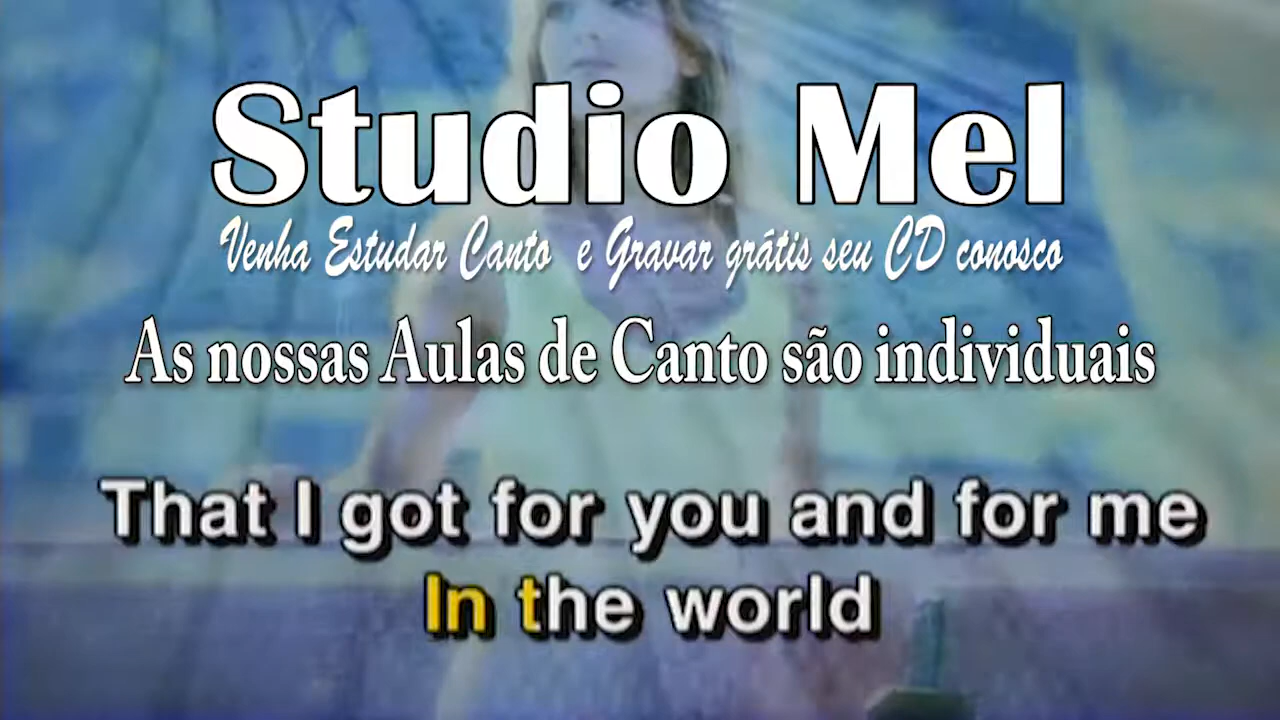 Studio Mel
Venha Estudar Canto e Gravar grátis seu CD conosco
As nossas Aulas de Canto são individuais
That I got for you and for me
In the world